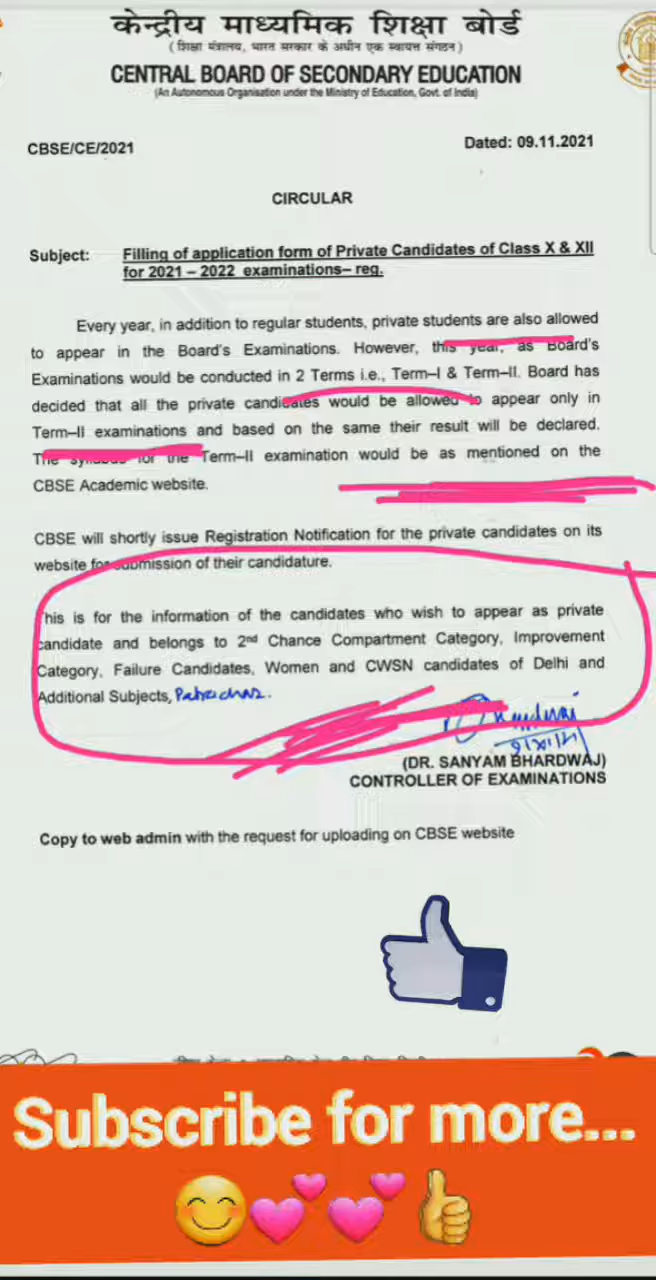 केन्द्रीय माध्यमिक शिक्षा बोर्ड
(शिक्षा मंत्रालय, भारत सरकार के अधीन एक स्वायत्त संगठन)
CENTRAL BOARD OF SECONDARY EDUCATION
(An Autonomous Organisation under the Ministry of Education, Govt. of India)
CBSE/CE/2021
Dated: 09.11.2021
CIRCULAR
Subject: Filling of application form of Private Candidates of Class X & XII
for 2021 – 2022 examinations– reg.
Every year, in addition to regular students, private students are also allowed
to appear in the Board's Examinations. However, this year, as Board's
Examinations would be conducted in 2 Terms i.e., Term–I & Term–II. Board has
decided that all the private candidates would be allowed to appear only in
Term–II examinations and based on the same their result will be declared.
The syllabus for the Term–II examination would be as mentioned on the
CBSE Academic website.
CBSE will shortly issue Registration Notification for the private candidates on its
website for submission of their candidature.
This is for the information of the candidates who wish to appear as private
candidate and belongs to 2nd Chance Compartment Category, Improvement
Category, Failure Candidates, Women and CWSN candidates of Delhi and
Additional Subjects,
(DR. SANYAM BHARDWAJ)
CONTROLLER OF EXAMINATIONS
Copy to web admin with the request for uploading on CBSE website
Subscribe for more...